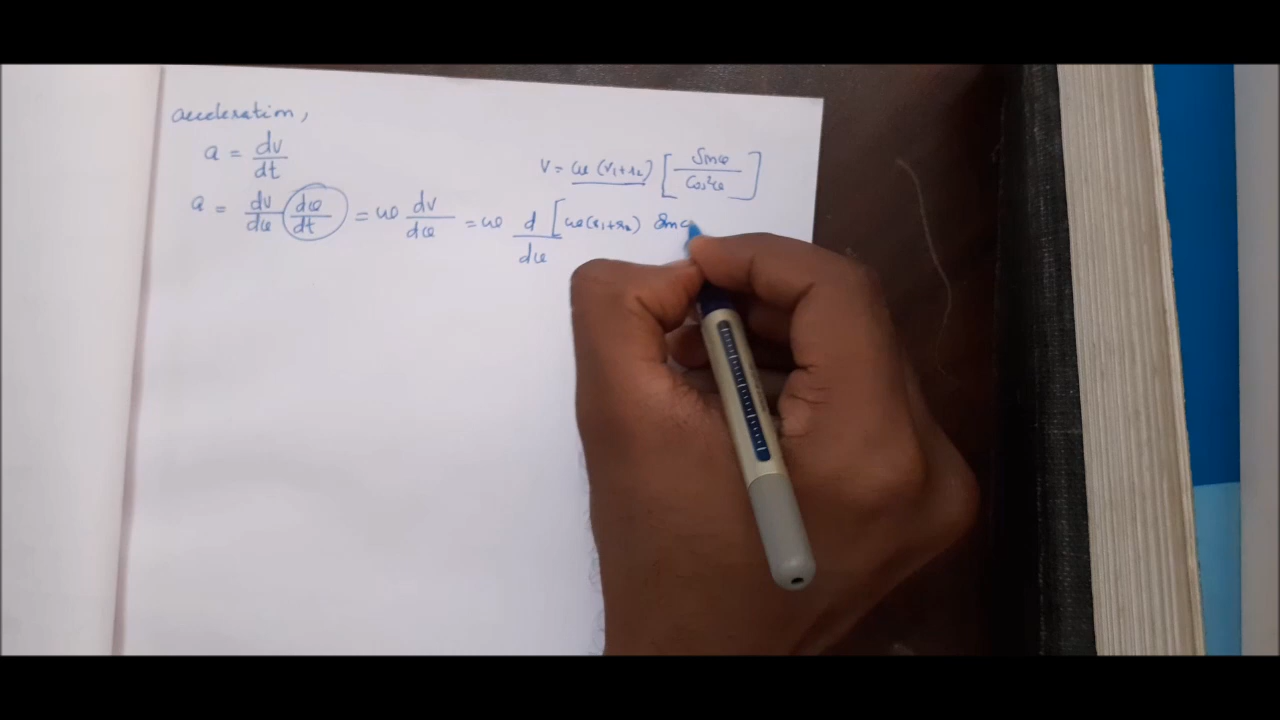 acceleration,
a = dv/dt
V = ω (r₁+r₂) [ Sinθ / Cos²θ ]
a = dv/dθ dθ/dt = ω dv/dθ = ω d/dθ [ ω(r₁+r₂) Sin